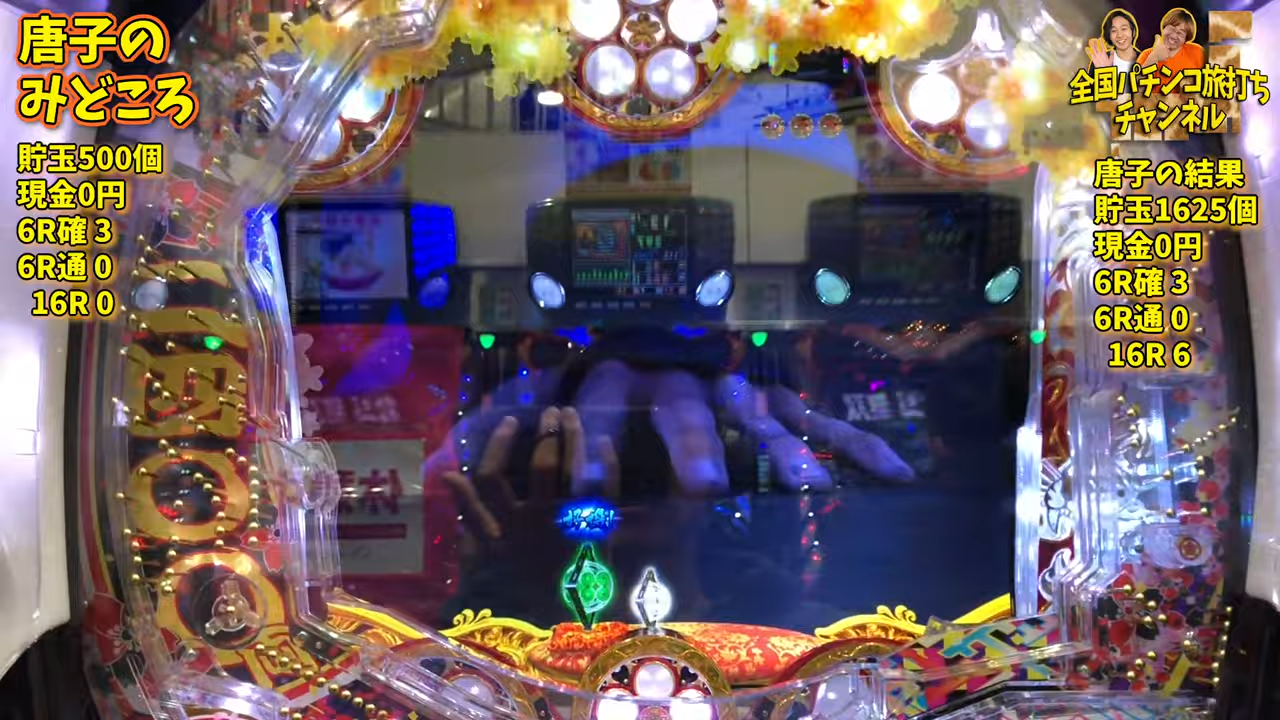 唐子の
みどころ
貯玉500個
現金0円
6R確 3
6R通 0
16R 0
全国パチンコ旅打ち
チャンネル
唐子の結果
貯玉1625個
現金0円
6R確 3
6R通 0
16R 6